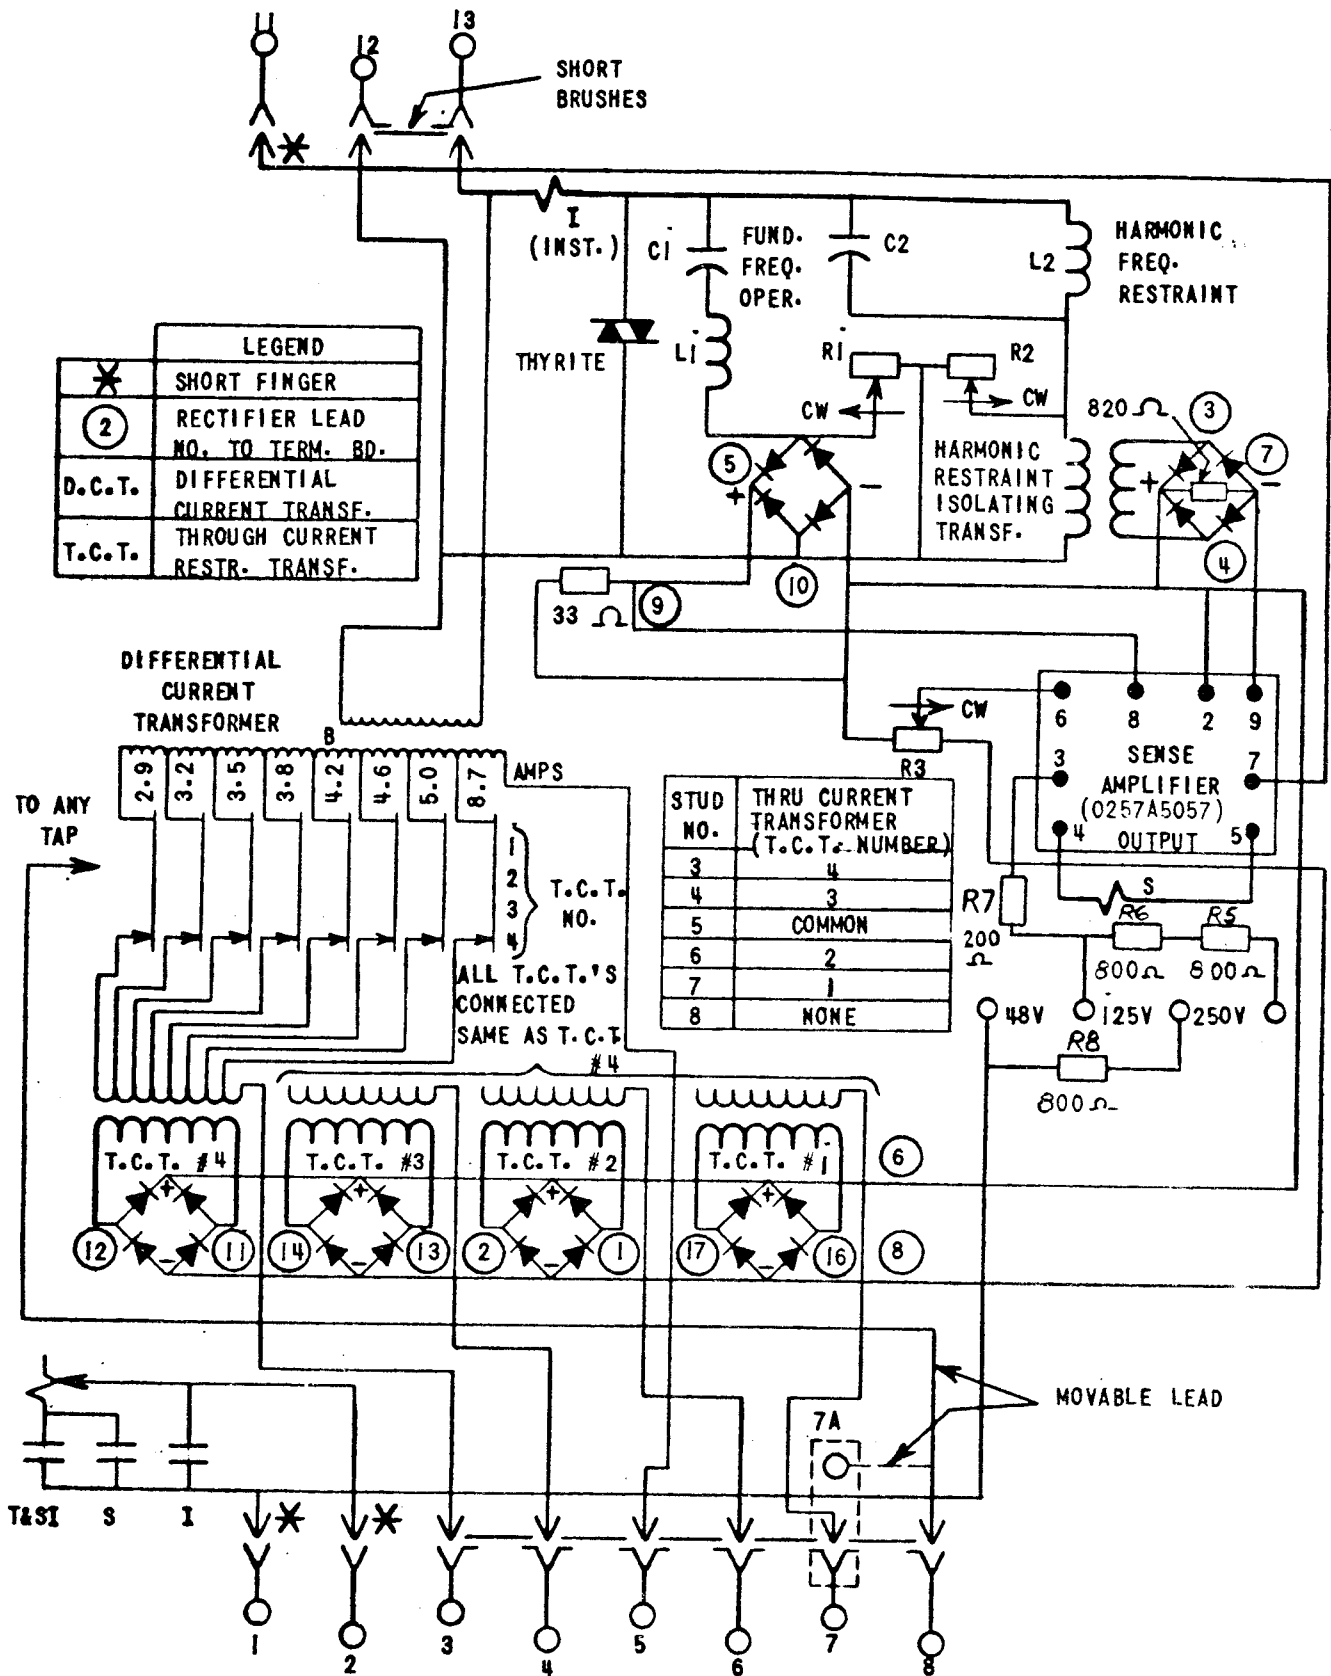 11
13
12
SHORT
BRUSHES
I
(INST.)
C1
FUND.
FREQ.
OPER.
C2
L2
HARMONIC
FREQ.
RESTRAINT
THYRITE
L1
R1
R2
CW
CW
820 Ω
3
7
5
+
−
HARMONIC
RESTRAINT
ISOLATING
TRANSF.
+
−
4
10
LEGEND
SHORT FINGER
2
RECTIFIER LEAD
NO. TO TERM. BD.
D.C.T.
DIFFERENTIAL
CURRENT TRANSF.
T.C.T.
THROUGH CURRENT
RESTR. TRANSF.
33 Ω
9
DIFFERENTIAL
CURRENT
TRANSFORMER
B
2.9
3.2
3.5
3.8
4.2
4.6
5.0
8.7
AMPS
TO ANY
TAP
1
2
3
4
T.C.T.
NO.
ALL T.C.T.'S
CONNECTED
SAME AS T.C.T.
#4
CW
R3
6
8
2
9
3
SENSE
7
AMPLIFIER
(0257A5057)
4
OUTPUT
5
S
STUD
NO.
THRU CURRENT
TRANSFORMER
(T.C.T. NUMBER)
3 4
4 3
5 COMMON
6 2
7 1
8 NONE
R7
200
Ω
R6
R5
800Ω
800Ω
48V
125V
250V
R8
800Ω
T.C.T. #4
T.C.T. #3
T.C.T. #2
T.C.T. #1
6
+
+
+
+
12
11
14
13
2
1
17
16
8
−
−
−
−
MOVABLE LEAD
7A
T&SI
S
I
1
2
3
4
5
6
7
8